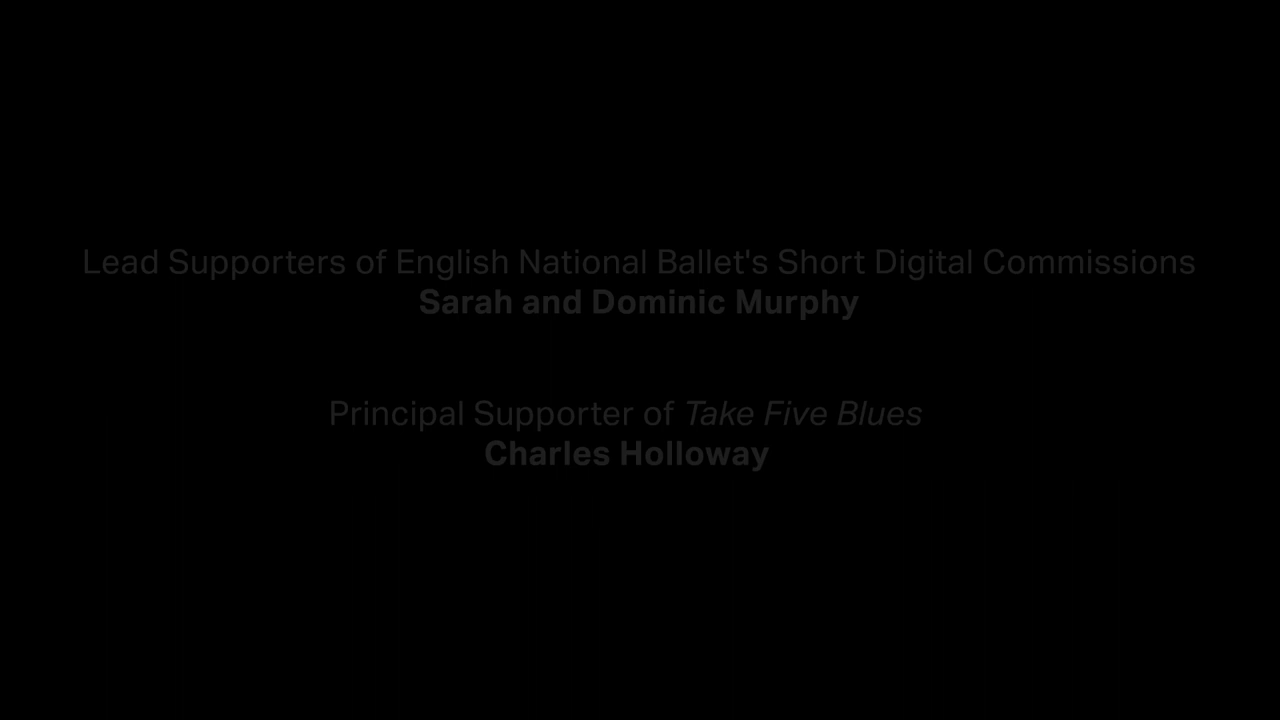 Lead Supporters of English National Ballet's Short Digital Commissions
Sarah and Dominic Murphy
Principal Supporter of Take Five Blues
Charles Holloway